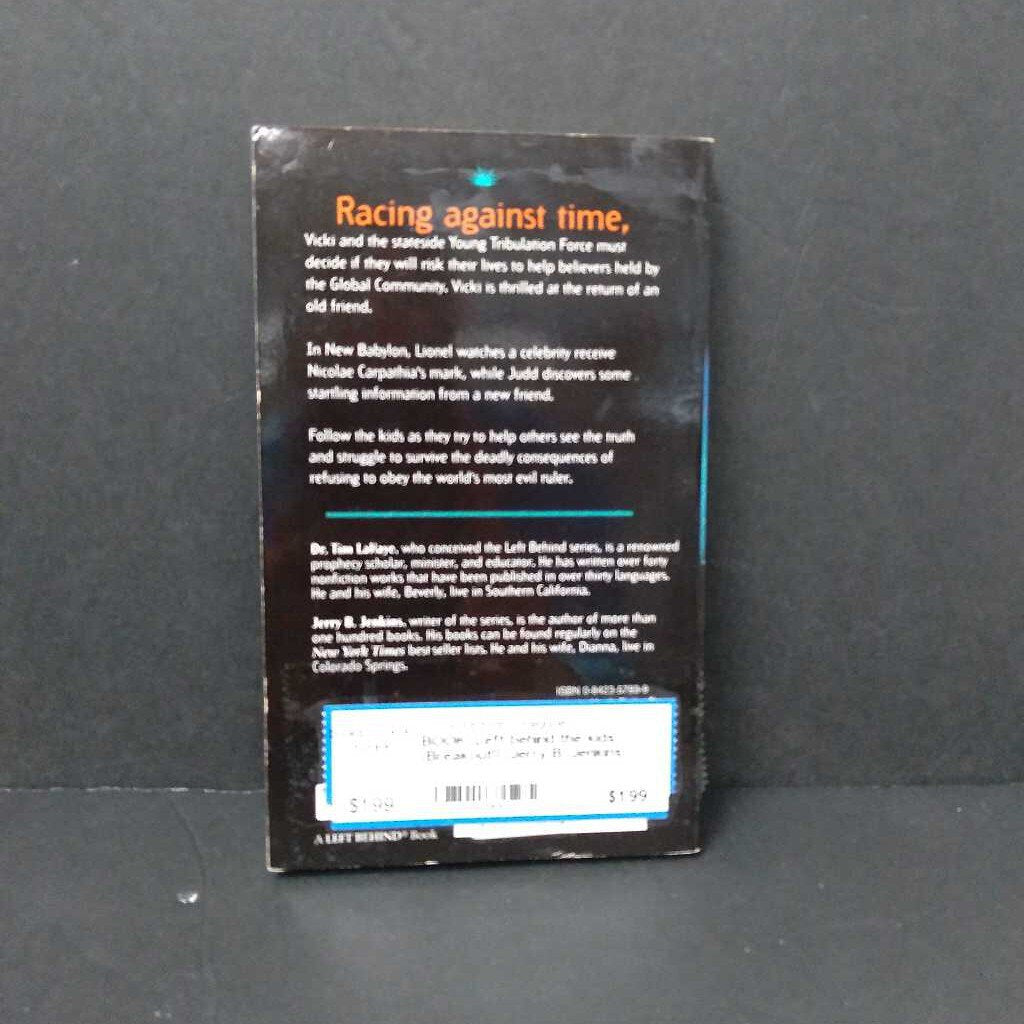 Racing against time,
Vicki and the stateside Young Tribulation Force must
decide if they will risk their lives to help believers held by
the Global Community. Vicki is thrilled at the return of an
old friend.
In New Babylon, Lionel watches a celebrity receive
Nicolae Carpathia's mark, while Judd discovers some
startling information from a new friend.
Follow the kids as they try to help others see the truth
and struggle to survive the deadly consequences of
refusing to obey the world's most evil ruler.
Dr. Tim LaHaye, who conceived the Left Behind series, is a renowned
prophecy scholar, minister, and educator. He has written over forty
nonfiction works that have been published in over thirty languages.
He and his wife, Beverly, live in Southern California.
Jerry B. Jenkins, writer of the series, is the author of more than
one hundred books. His books can be found regularly on the
New York Times best-seller lists. He and his wife, Dianna, live in
Colorado Springs.
ISBN
Left behind the kids
Jerry B. Jenkins
$1.99
$1.99
A LEFT BEHIND® Book